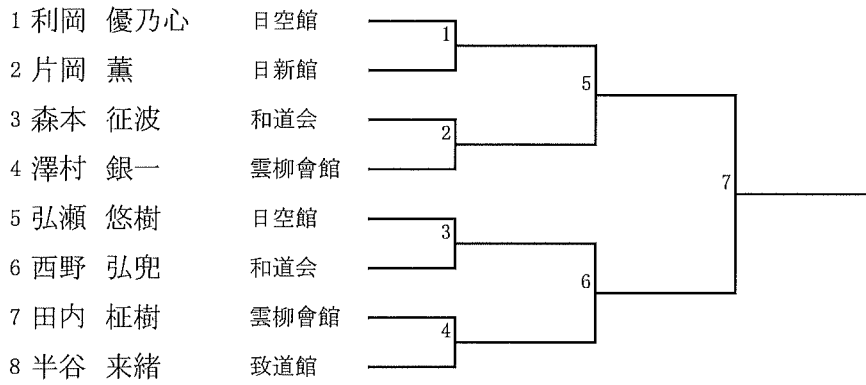 1 利岡 優乃心 日空館
2 片岡 薫 日新館
3 森本 征波 和道会
4 澤村 銀一 雲柳會館
5 弘瀬 悠樹 日空館
6 西野 弘兜 和道会
7 田内 柾樹 雲柳會館
8 半谷 来緒 致道館
1
2
3
4
5
6
7